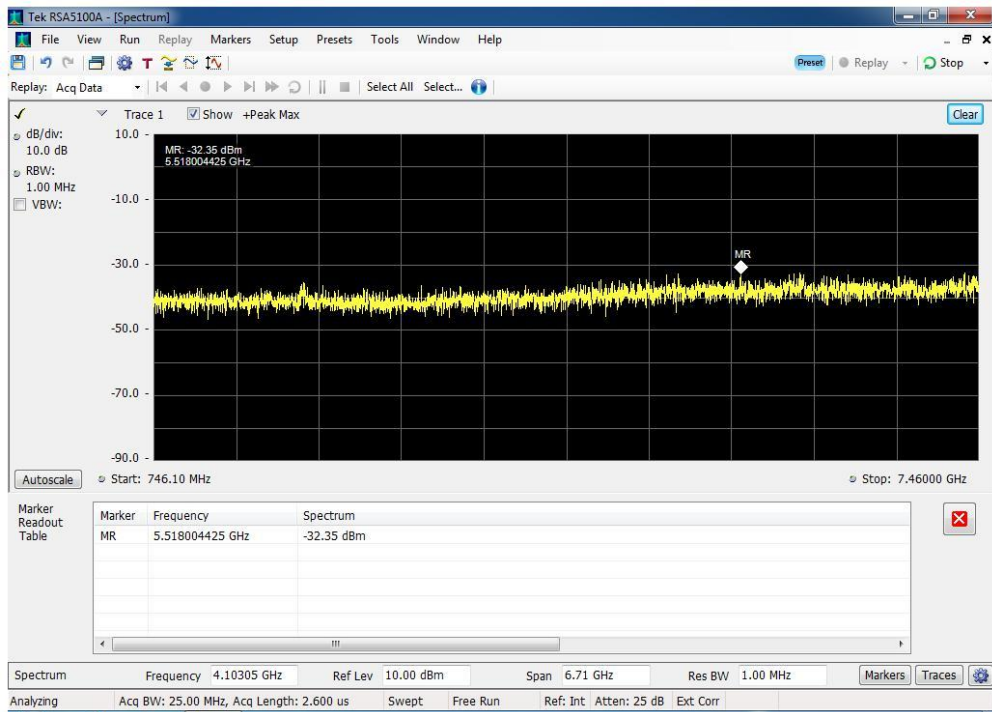 Tek RSA5100A - [Spectrum]
File View Run Replay Markers Setup Presets Tools Window Help
Preset Replay Stop
Replay: Acq Data Select All Select...
Trace 1 Show +Peak Max Clear
dB/div:
10.0 dB
RBW:
1.00 MHz
VBW:
10.0
-10.0
-30.0
-50.0
-70.0
-90.0
MR: -32.35 dBm
5.518004425 GHz
MR
Autoscale Start: 746.10 MHz Stop: 7.46000 GHz
Marker Readout Table
Marker Frequency Spectrum
MR 5.518004425 GHz -32.35 dBm
Spectrum Frequency 4.10305 GHz Ref Lev 10.00 dBm Span 6.71 GHz Res BW 1.00 MHz Markers Traces
Analyzing Acq BW: 25.00 MHz, Acq Length: 2.600 us Swept Free Run Ref: Int Atten: 25 dB Ext Corr